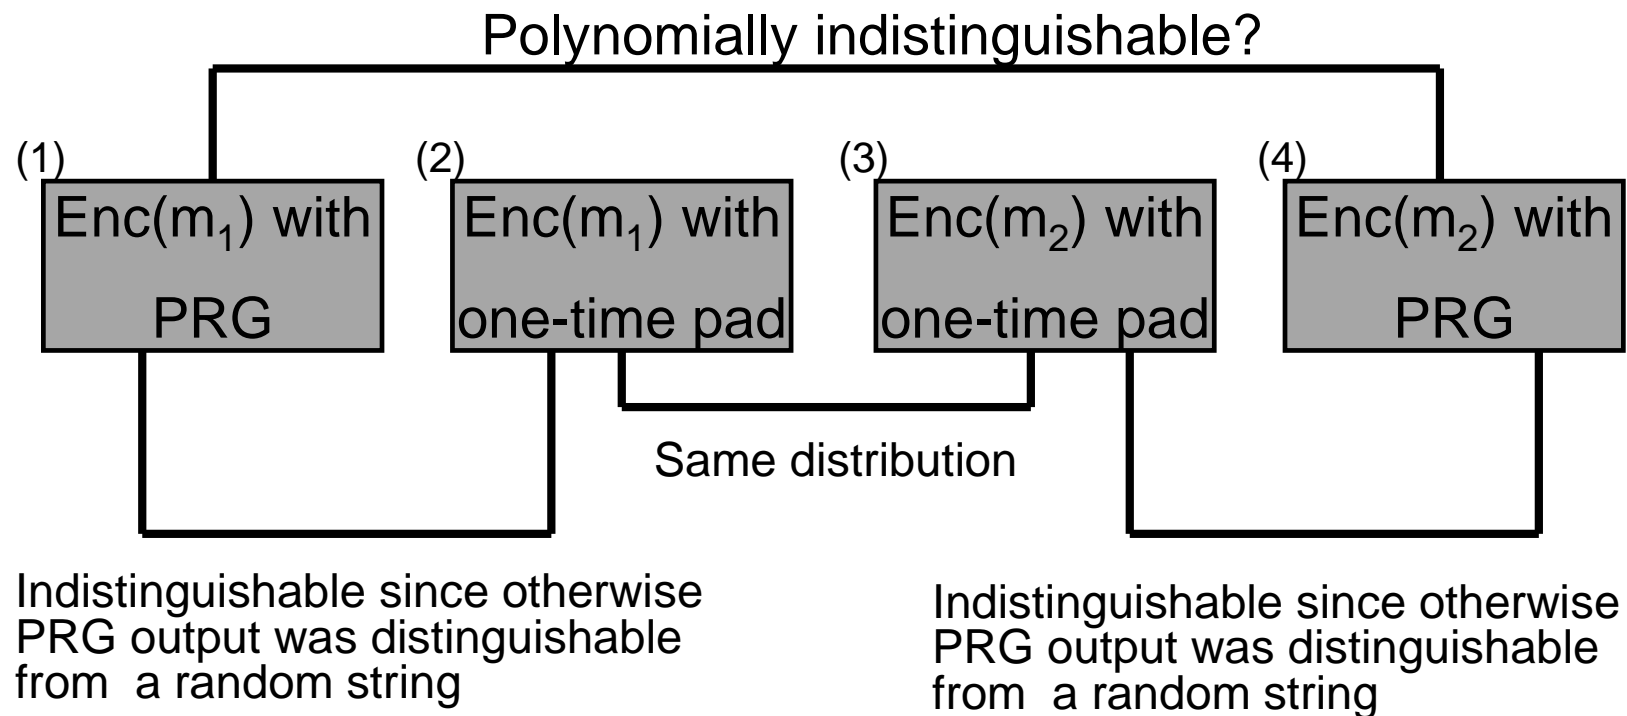 Polynomially indistinguishable?
(1)
Enc(m₁) with
PRG
(2)
Enc(m₁) with
one-time pad
(3)
Enc(m₂) with
one-time pad
(4)
Enc(m₂) with
PRG
Same distribution
Indistinguishable since otherwise
PRG output was distinguishable
from a random string
Indistinguishable since otherwise
PRG output was distinguishable
from a random string